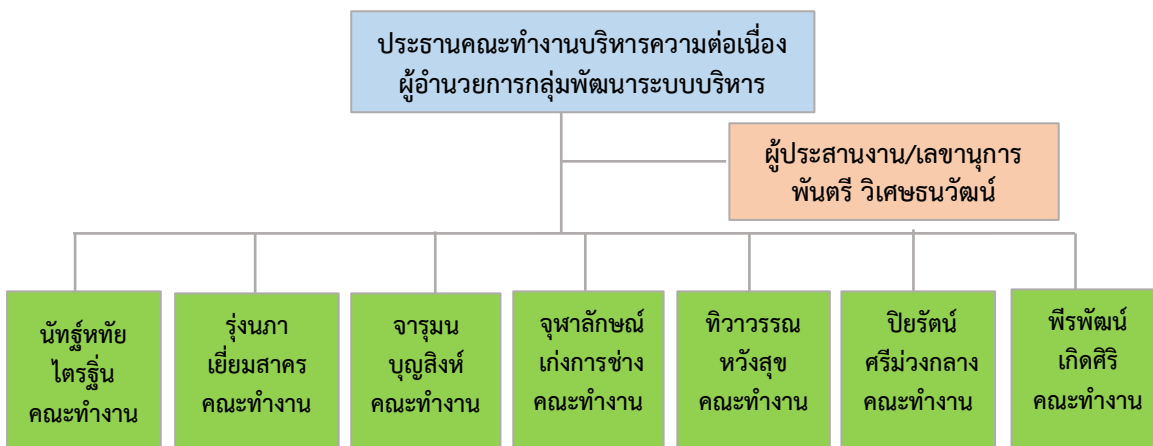 ประธานคณะทำงานบริหารความต่อเนื่อง
ผู้อำนวยการกลุ่มพัฒนาระบบบริหาร
ผู้ประสานงาน/เลขานุการ
พันตรี วิเศษธนวัฒน์
นัทฐ์หทัย
ไตรฐิ่น
คณะทำงาน
รุ่งนภา
เยี่ยมสาคร
คณะทำงาน
จารุมน
บุญสิงห์
คณะทำงาน
จุฬาลักษณ์
เก่งการช่าง
คณะทำงาน
ทิวาวรรณ
หวังสุข
คณะทำงาน
ปิยรัตน์
ศรีม่วงกลาง
คณะทำงาน
พีรพัฒน์
เกิดศิริ
คณะทำงาน